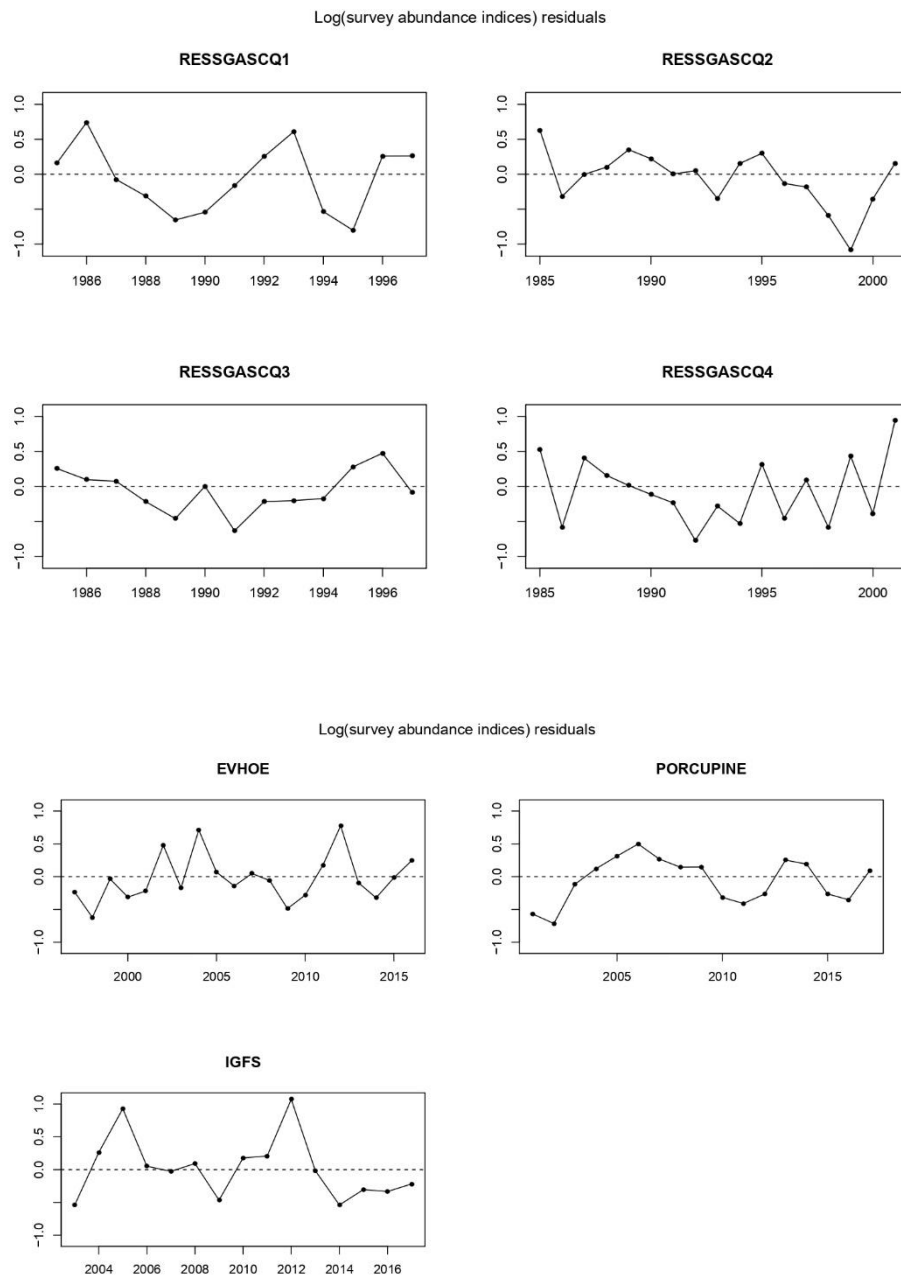 Log(survey abundance indices) residuals
RESSGASCQ1
RESSGASCQ2
1.0
0.5
0.0
−1.0
1986 1988 1990 1992 1994 1996
1.0
0.5
0.0
−1.0
1985 1990 1995 2000
RESSGASCQ3
RESSGASCQ4
1.0
0.5
0.0
−1.0
1986 1988 1990 1992 1994 1996
1.0
0.5
0.0
−1.0
1985 1990 1995 2000
Log(survey abundance indices) residuals
EVHOE
PORCUPINE
1.0
0.5
0.0
−1.0
2000 2005 2010 2015
1.0
0.5
0.0
−1.0
2005 2010 2015
IGFS
1.0
0.5
0.0
−1.0
2004 2006 2008 2010 2012 2014 2016